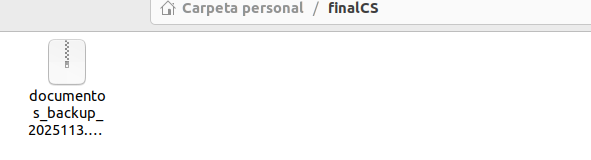 Carpeta personal / finalCS
documento
s_backup_
2025113....